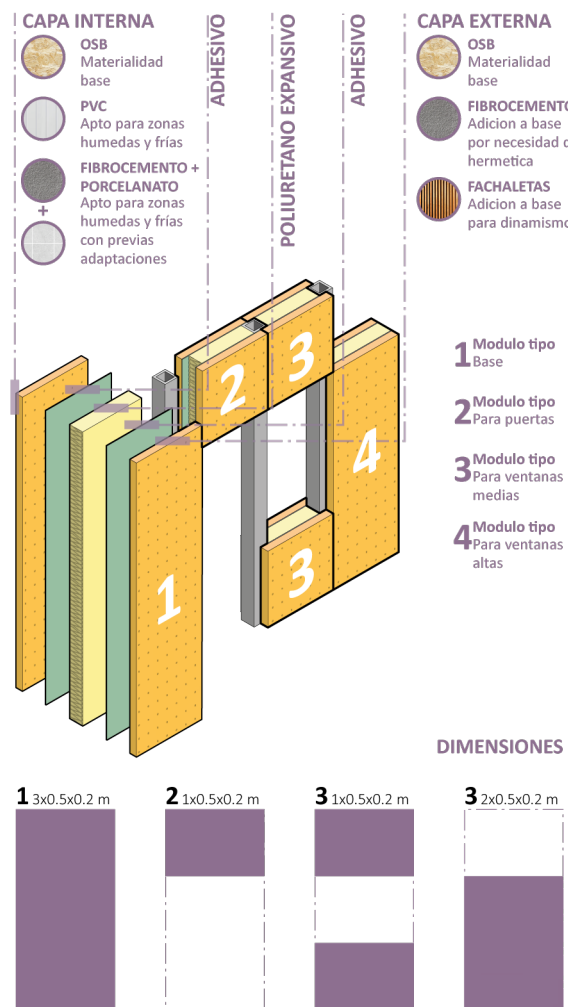 CAPA INTERNA
OSB
Materialidad
base
PVC
Apto para zonas
humedas y frías
FIBROCEMENTO +
PORCELANATO
+
Apto para zonas
humedas y frías
con previas
adaptaciones
ADHESIVO
POLIURETANO EXPANSIVO
ADHESIVO
CAPA EXTERNA
OSB
Materialidad
base
FIBROCEMENTO
Adicion a base
por necesidad d
hermetica
FACHALETAS
Adicion a base
para dinamismo
2
3
4
1
3
1 Modulo tipo
Base
2 Modulo tipo
Para puertas
3 Modulo tipo
Para ventanas
medias
4 Modulo tipo
Para ventanas
altas
DIMENSIONES
1 3x0.5x0.2 m
2 1x0.5x0.2 m
3 1x0.5x0.2 m
3 2x0.5x0.2 m